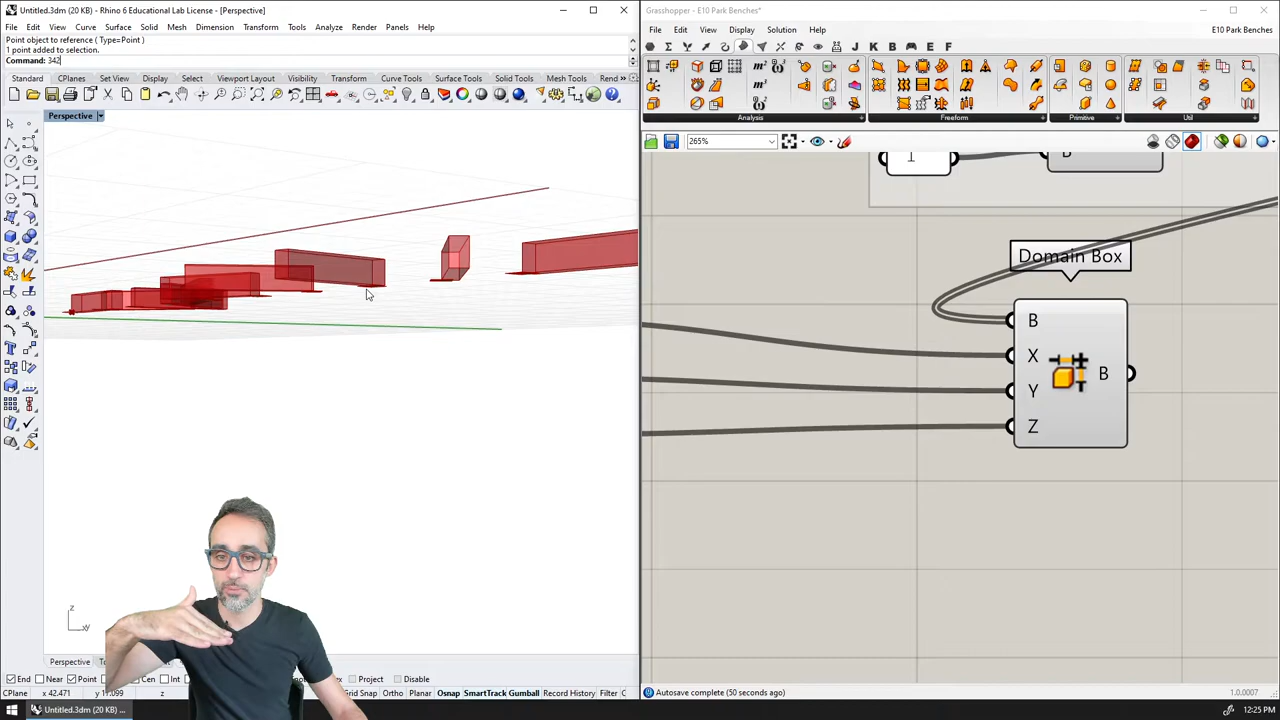 Untitled.3dm (20 KB) - Rhino 6 Educational Lab License - [Perspective]
File Edit View Curve Surface Solid Mesh Dimension Transform Tools Analyze Render Panels Help
Point object to reference ( Type=Point )
1 point added to selection.
Command: 342
Standard CPlanes Set View Display Select Viewport Layout Visibility Transform Curve Tools Surface Tools Solid Tools Mesh Tools Rend
Perspective
z
Perspective
End Near Point Cen Int Project Disable
CPlane x 42.471 z Grid Snap Ortho Planar Osnap SmartTrack Gumball Record History Filter
Grasshopper - E10 Park Benches*
File Edit View Display Solution Help E10 Park Benches
J K B E F
Analysis Freeform Primitive Util
265%
Domain Box
B
X
Y
Z
B
Autosave complete (50 seconds ago) 1.0.0007
Untitled.3dm (20 KB) ... 12:25 PM